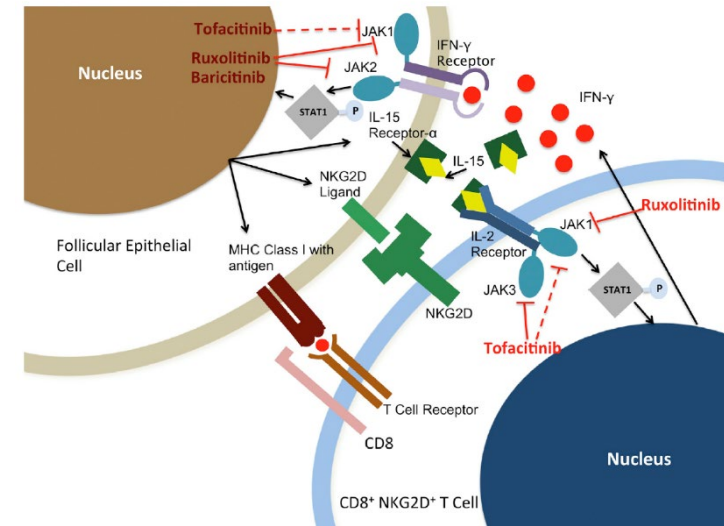 Tofacitinib
JAK1
IFN-γ
Receptor
Ruxolitinib
Baricitinib
Nucleus
JAK2
STAT1
P
IL-15
Receptor-α
IFN-γ
IL-15
NKG2D
Ligand
Follicular Epithelial
Cell
MHC Class I with
antigen
IL-2
Receptor
JAK1
Ruxolitinib
JAK3
STAT1
P
NKG2D
Tofacitinib
T Cell Receptor
CD8
Nucleus
CD8⁺ NKG2D⁺ T Cell